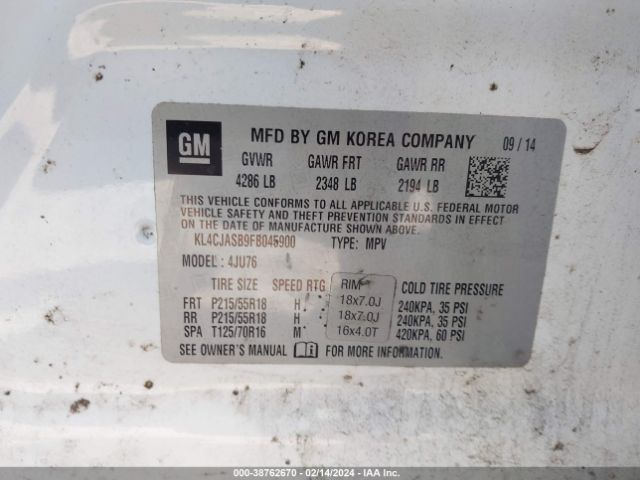 GM
MFD BY GM KOREA COMPANY 09 / 14
GVWR GAWR FRT GAWR RR
4286 LB 2348 LB 2194 LB
THIS VEHICLE CONFORMS TO ALL APPLICABLE U.S. FEDERAL MOTOR
VEHICLE SAFETY AND THEFT PREVENTION STANDARDS IN EFFECT
ON THE DATE OF MANUFACTURE SHOWN ABOVE.
KL4CJASB9FB045900 TYPE: MPV
MODEL: 4JU76
TIRE SIZE SPEED RTG RIM COLD TIRE PRESSURE
FRT P215/55R18 H 18x7.0J 240KPA, 35 PSI
RR P215/55R18 H 18x7.0J 240KPA, 35 PSI
SPA T125/70R16 M 16x4.0T 420KPA, 60 PSI
SEE OWNER'S MANUAL FOR MORE INFORMATION.
000-38762670 - 02/14/2024 - IAA Inc.